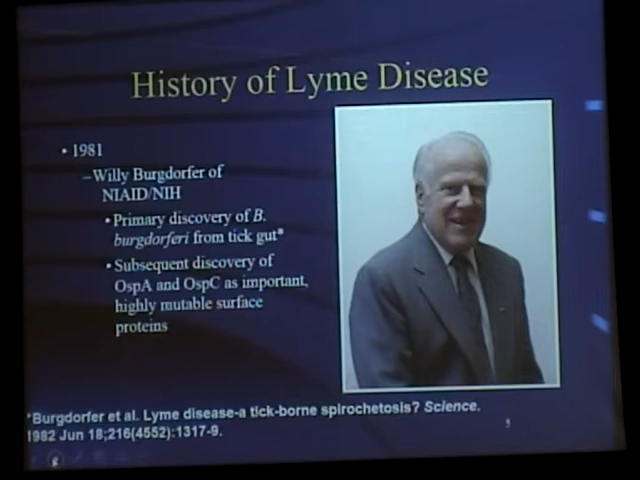 History of Lyme Disease
• 1981
–Willy Burgdorfer of
NIAID/NIH
• Primary discovery of B.
burgdorferi from tick gut*
• Subsequent discovery of
OspA and OspC as important,
highly mutable surface
proteins
*Burgdorfer et al. Lyme disease-a tick-borne spirochetosis? Science.
1982 Jun 18;216(4552):1317-9.